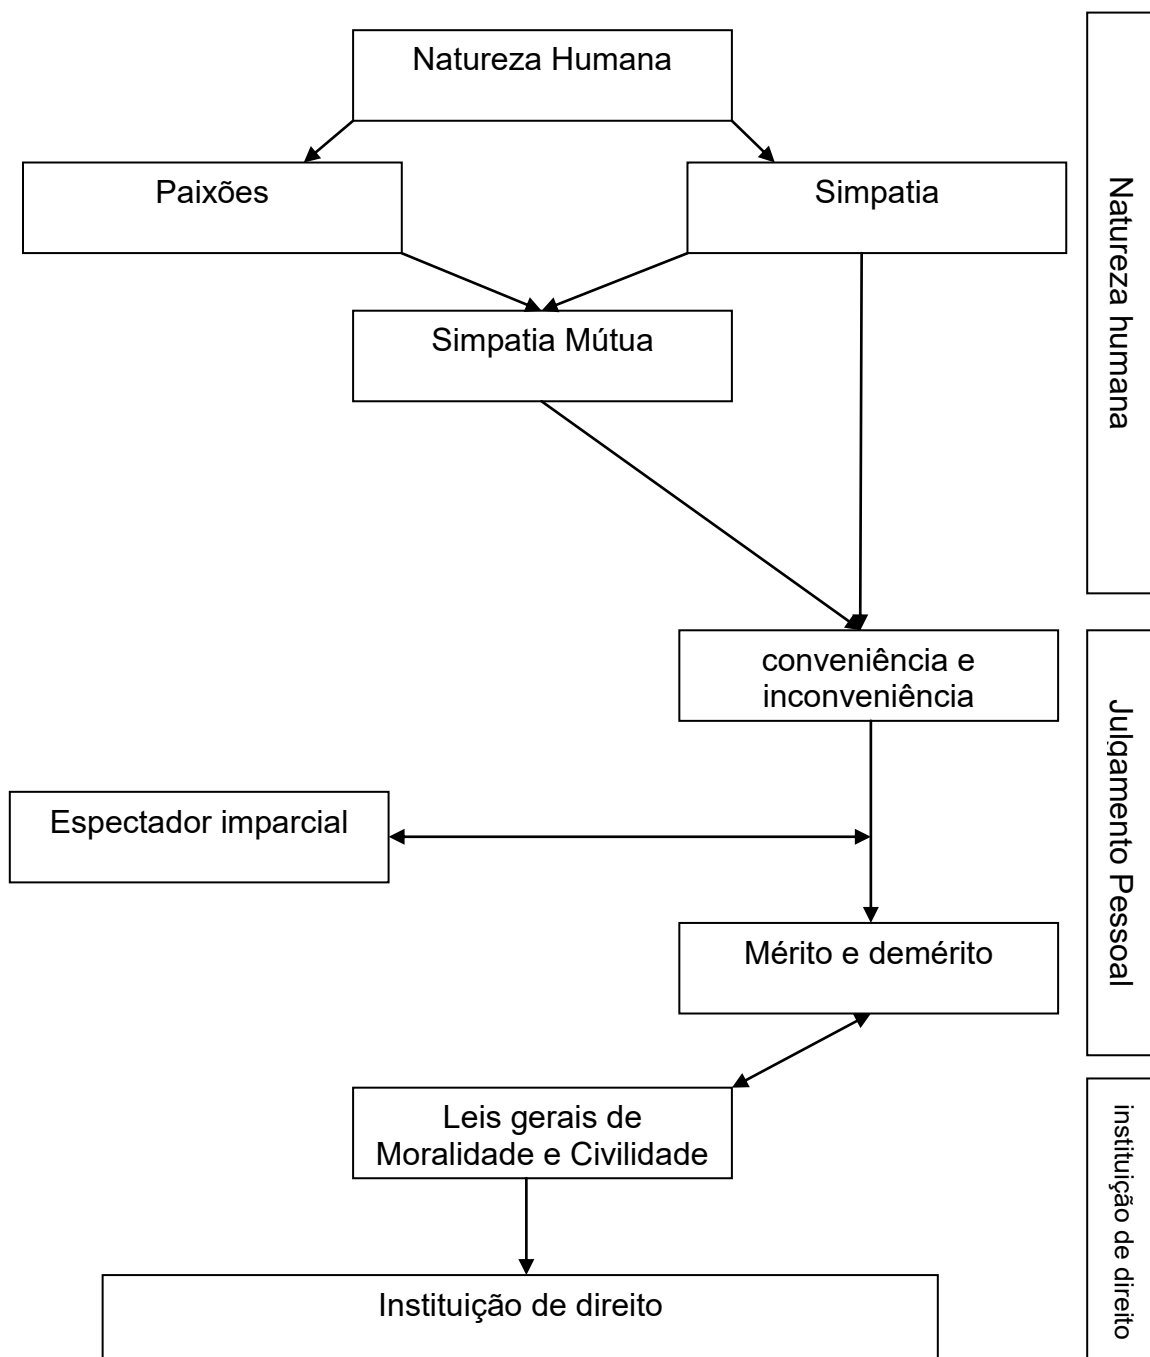 Natureza Humana
Paixões
Simpatia
Simpatia Mútua
Natureza humana
conveniência e
inconveniência
Espectador imparcial
Mérito e demérito
Julgamento Pessoal
Leis gerais de
Moralidade e Civilidade
Instituição de direito
instituição de direito